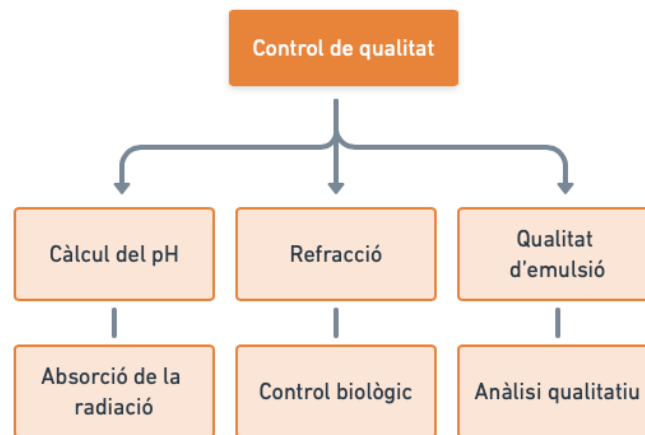 Control de qualitat
Càlcul del pH
Refracció
Qualitat
d'emulsió
Absorció de la
radiació
Control biològic
Anàlisi qualitatiu